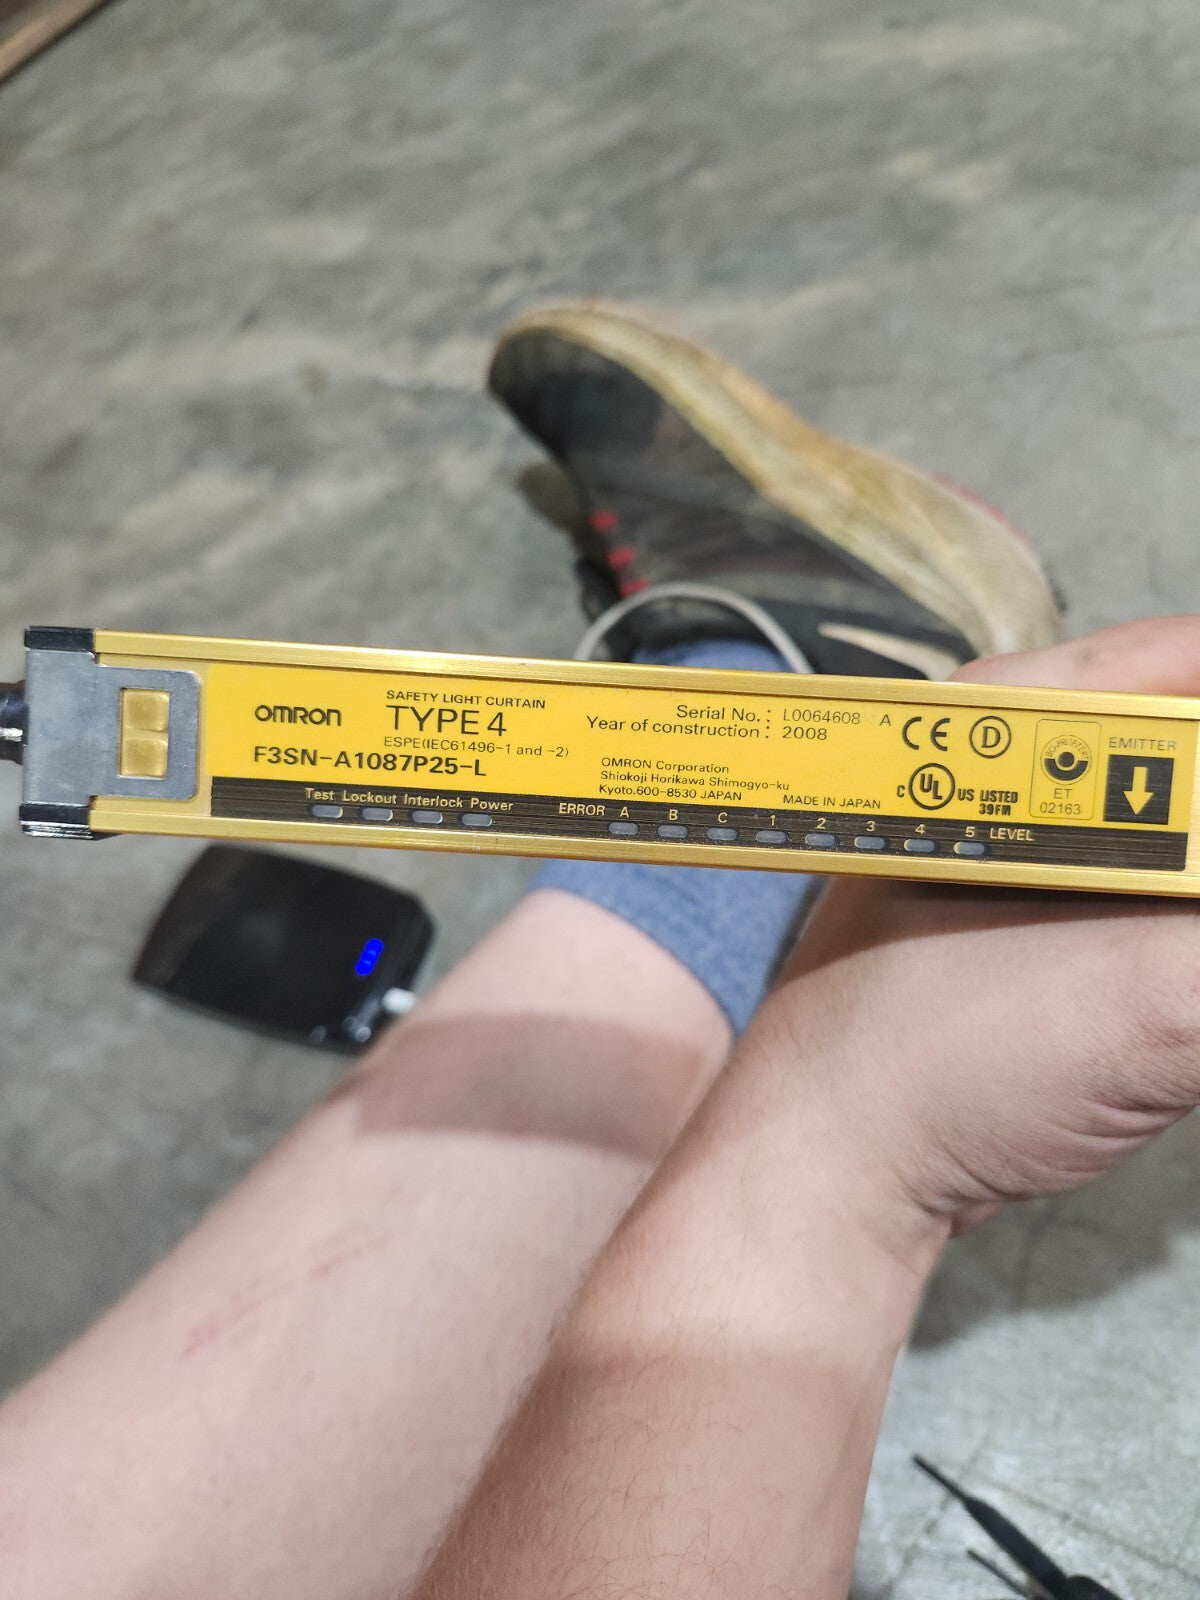 OMRON
SAFETY LIGHT CURTAIN
TYPE 4
ESPE(IEC61496-1 and -2)
F3SN-A1087P25-L
Serial No. : L0064608 A
Year of construction : 2008
OMRON Corporation
Shiokoji Horikawa Shimogyo-ku
Kyoto.600-8530 JAPAN
MADE IN JAPAN
CE
D
C UL US LISTED
39FM
BG-PRÜFZERT
ET
02163
EMITTER
Test Lockout Interlock Power
ERROR A B C 1 2 3 4 5 LEVEL